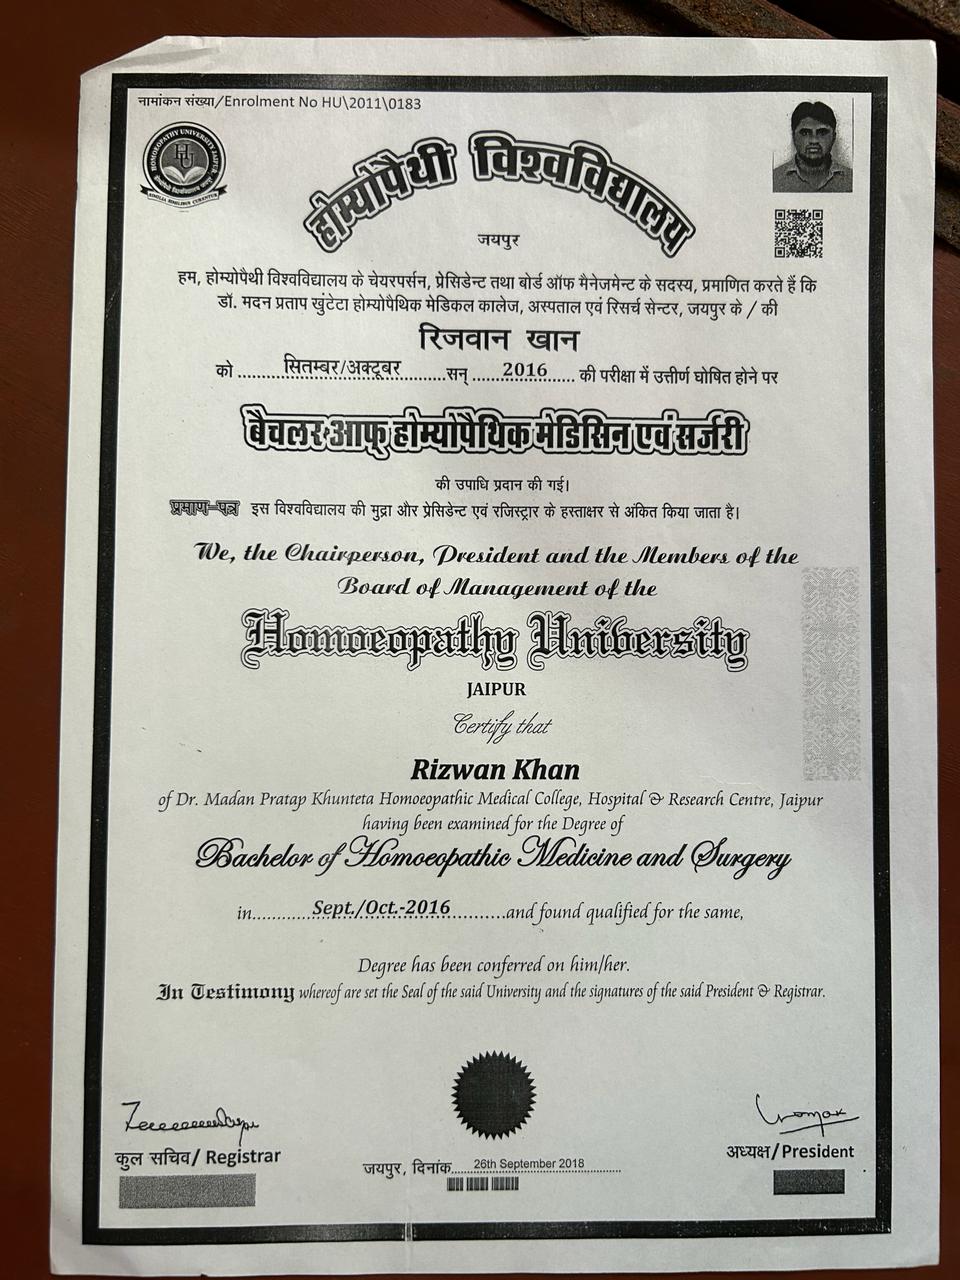 नामांकन संख्या/Enrolment No HU\2011\0183
HOMOEOPATHY UNIVERSITY JAIPUR
HU
SIMILIA SIMILIBUS CURENTUR
होम्योपैथी विश्वविद्यालय
जयपुर
हम, होम्योपैथी विश्वविद्यालय के चेयरपर्सन, प्रेसिडेन्ट तथा बोर्ड ऑफ मैनेजमेन्ट के सदस्य, प्रमाणित करते हैं कि
डॉ. मदन प्रताप खुंटेटा होम्योपैथिक मेडिकल कालेज, अस्पताल एवं रिसर्च सेन्टर, जयपुर के / की
रिजवान खान
को ..........सितम्बर/अक्टूबर..........सन् ..........2016.......... की परीक्षा में उत्तीर्ण घोषित होने पर
बैचलर आफ् होम्योपैथिक मेडिसिन एवं सर्जरी
की उपाधि प्रदान की गई।
प्रमाण-पत्र इस विश्वविद्यालय की मुद्रा और प्रेसिडेन्ट एवं रजिस्ट्रार के हस्ताक्षर से अंकित किया जाता है।
We, the Chairperson, President and the Members of the
Board of Management of the
Homoeopathy University
JAIPUR
Certify that
Rizwan Khan
of Dr. Madan Pratap Khunteta Homoeopathic Medical College, Hospital & Research Centre, Jaipur
having been examined for the Degree of
Bachelor of Homoeopathic Medicine and Surgery
in..........Sept./Oct.-2016..........and found qualified for the same,
Degree has been conferred on him/her.
In Testimony whereof are set the Seal of the said University and the signatures of the said President & Registrar.
कुल सचिव/ Registrar
अध्यक्ष/President
जयपुर, दिनांक.....26th September 2018..........